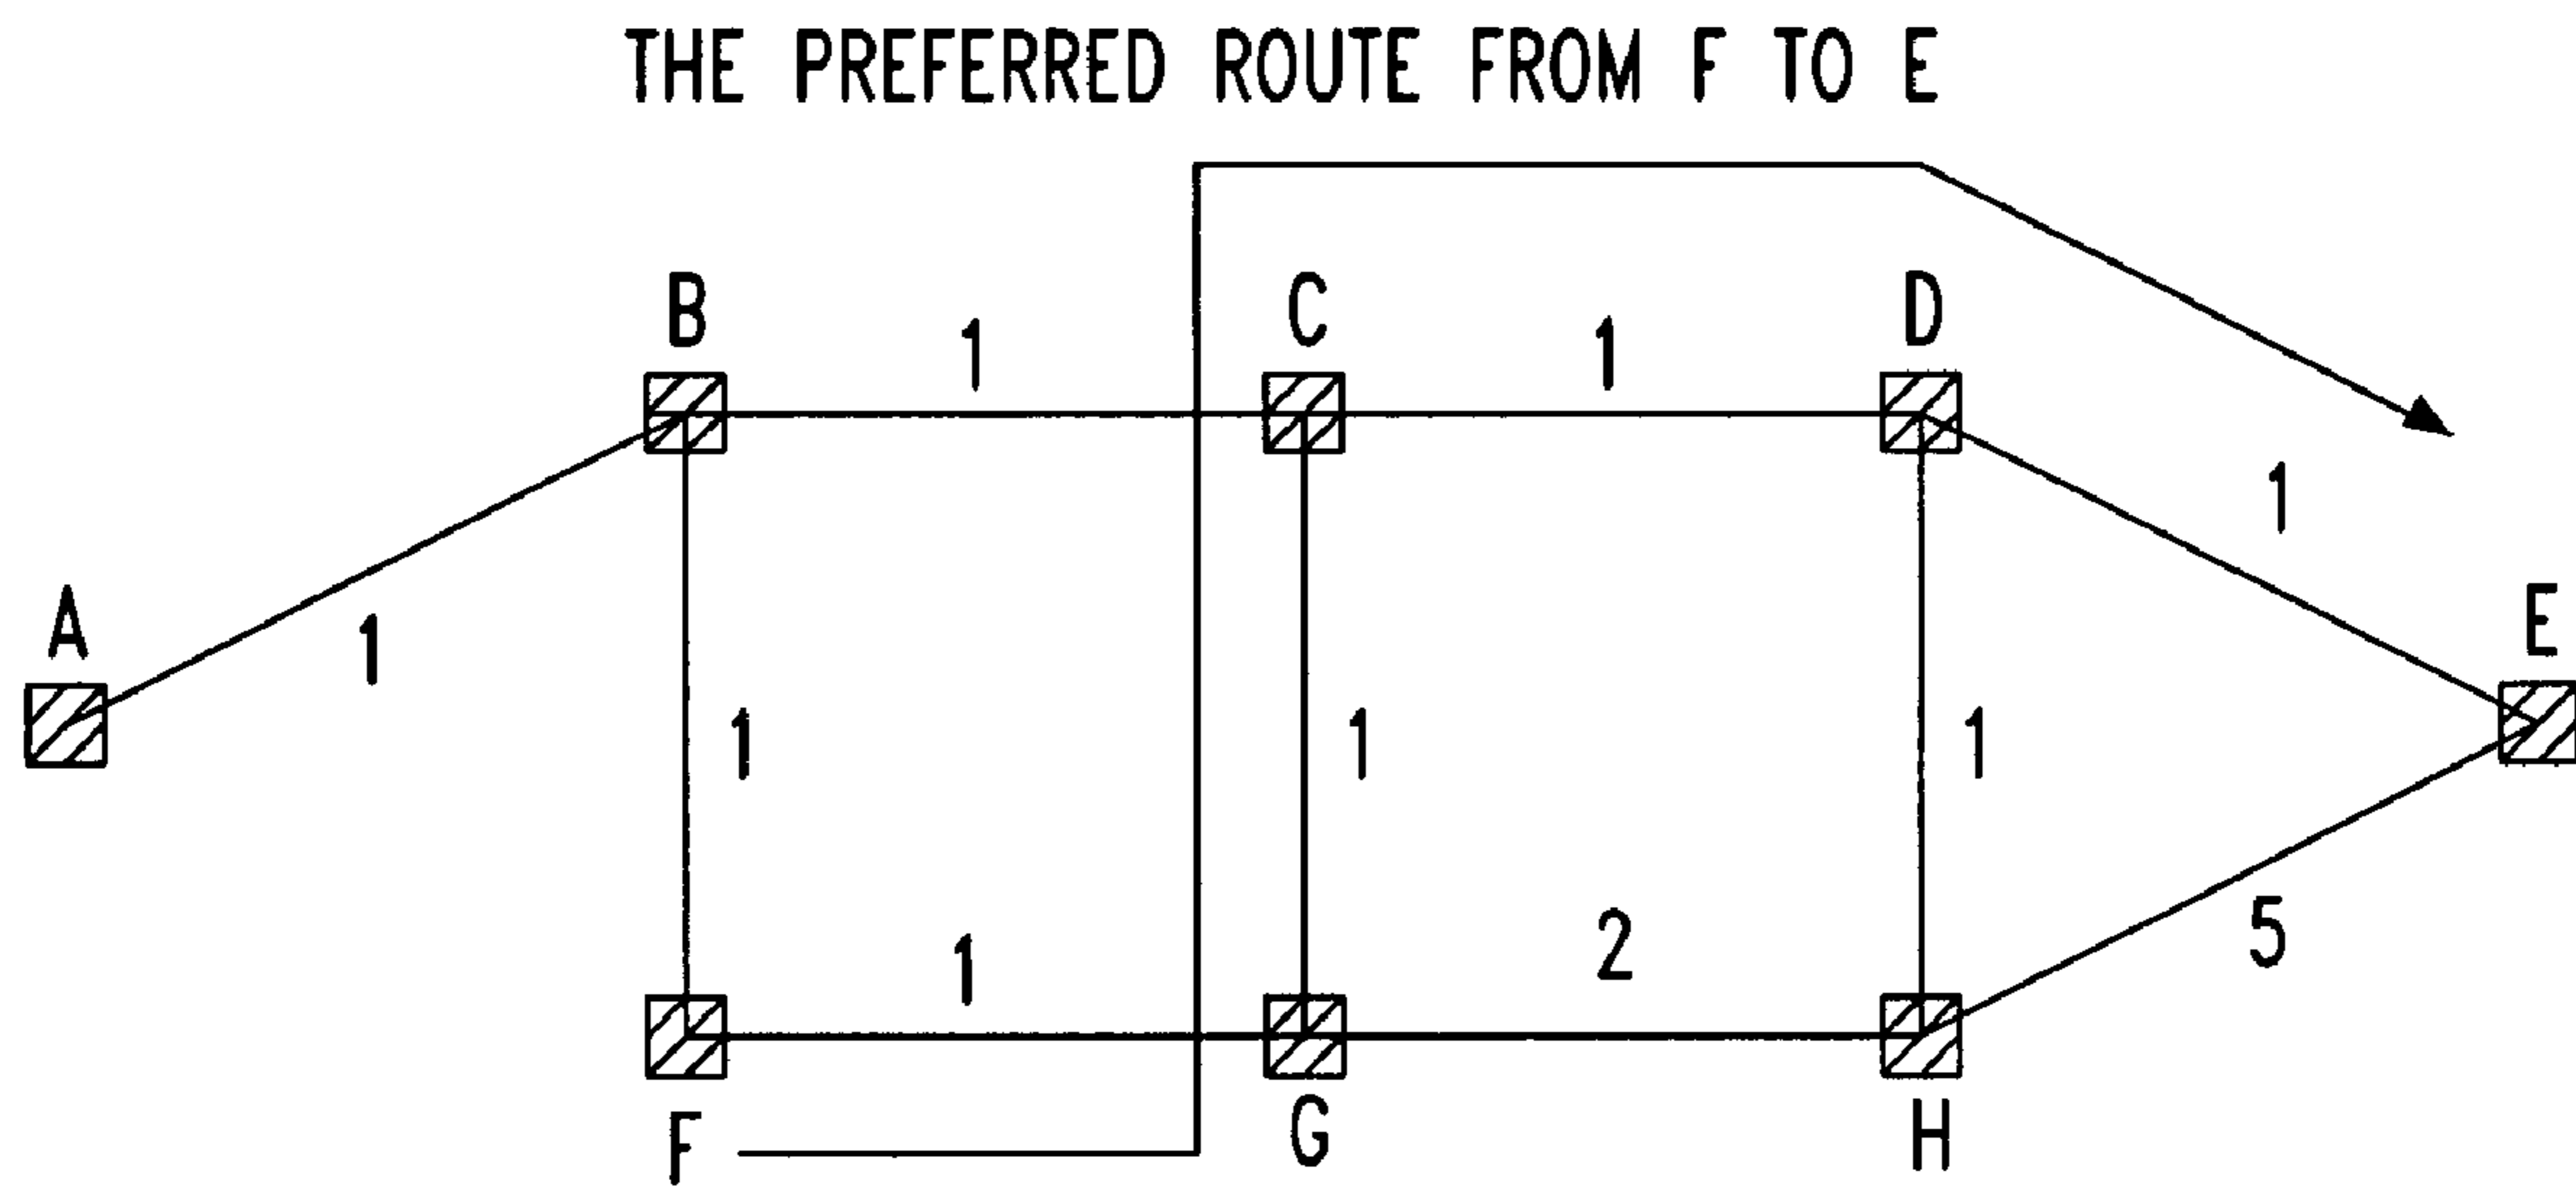 THE PREFERRED ROUTE FROM F TO E
B 1 C 1 D
1
A 1 E
1 1 1
1 2 5
F G H